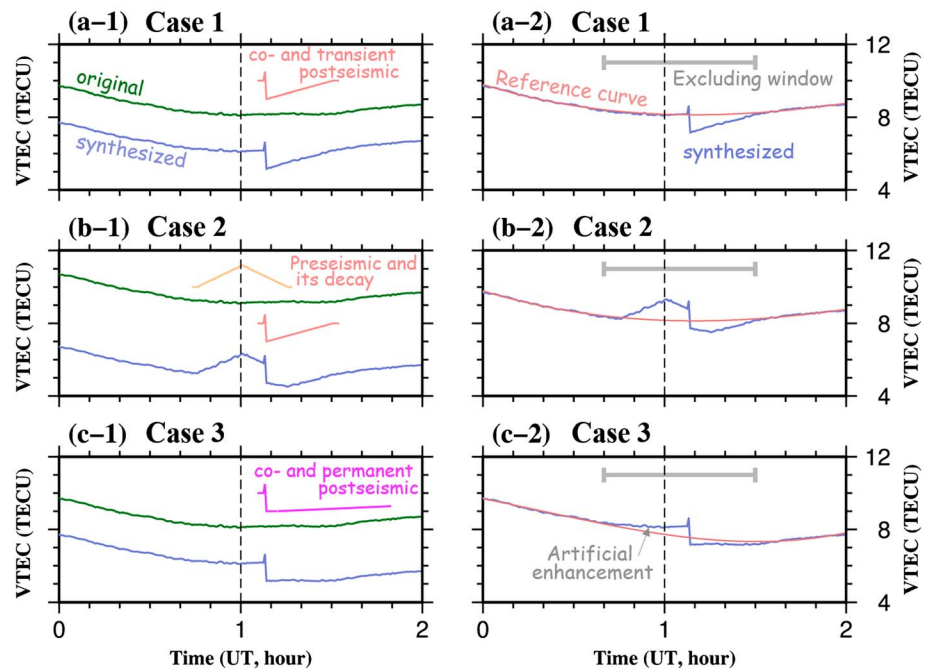 (a−1) Case 1
(a−2) Case 1
VTEC (TECU)
original
co- and transient
postseismic
synthesized
Reference curve
Excluding window
synthesized
12
8
4
VTEC (TECU)
(b−1) Case 2
(b−2) Case 2
VTEC (TECU)
Preseismic and
its decay
12
8
4
VTEC (TECU)
(c−1) Case 3
(c−2) Case 3
VTEC (TECU)
co- and permanent
postseismic
Artificial
enhancement
12
8
4
VTEC (TECU)
0 1 2
0 1 2
Time (UT, hour)
Time (UT, hour)